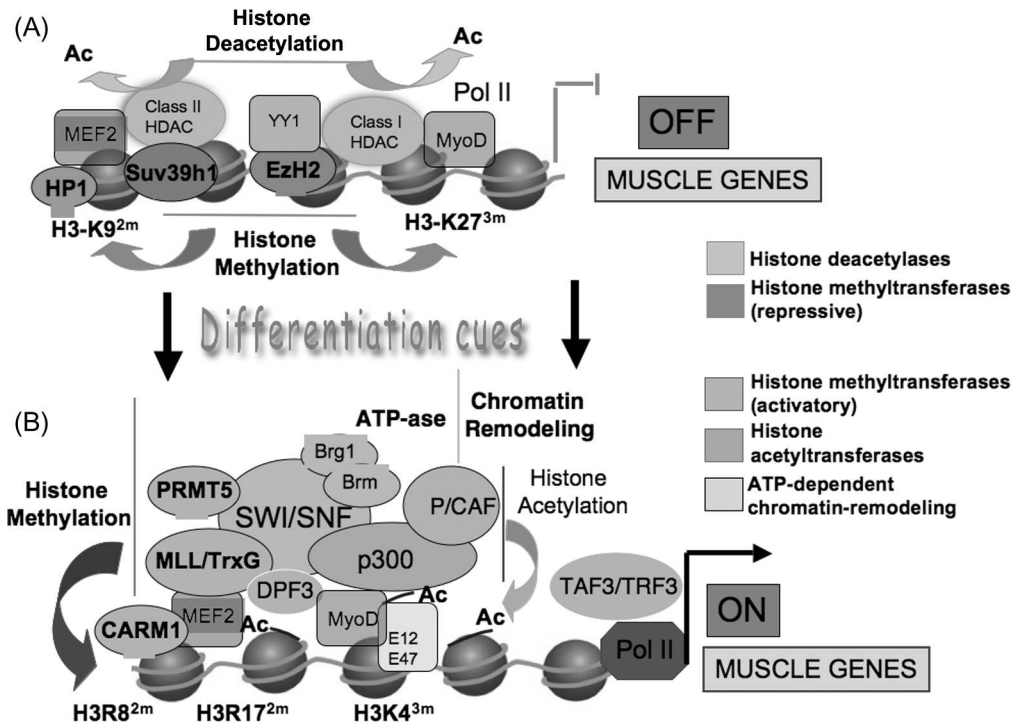 (A)
Histone
Deacetylation
Ac
Ac
Pol II
Class II
HDAC
MEF2
YY1
Class I
HDAC
MyoD
OFF
HP1
Suv39h1
EzH2
MUSCLE GENES
H3-K9²ᵐ
H3-K27³ᵐ
Histone
Methylation
Histone deacetylases
Histone methyltransferases
(repressive)
Differentiation cues
Histone methyltransferases
(activatory)
Histone
acetyltransferases
ATP-dependent
chromatin-remodeling
(B)
ATP-ase
Chromatin
Remodeling
Brg1
Brm
Histone
Methylation
PRMT5
SWI/SNF
P/CAF
Histone
Acetylation
MLL/TrxG
p300
DPF3
TAF3/TRF3
Ac
MEF2
MyoD
ON
CARM1
Ac
E12
E47
Ac
Pol II
MUSCLE GENES
H3R8²ᵐ
H3R17²ᵐ
H3K4³ᵐ